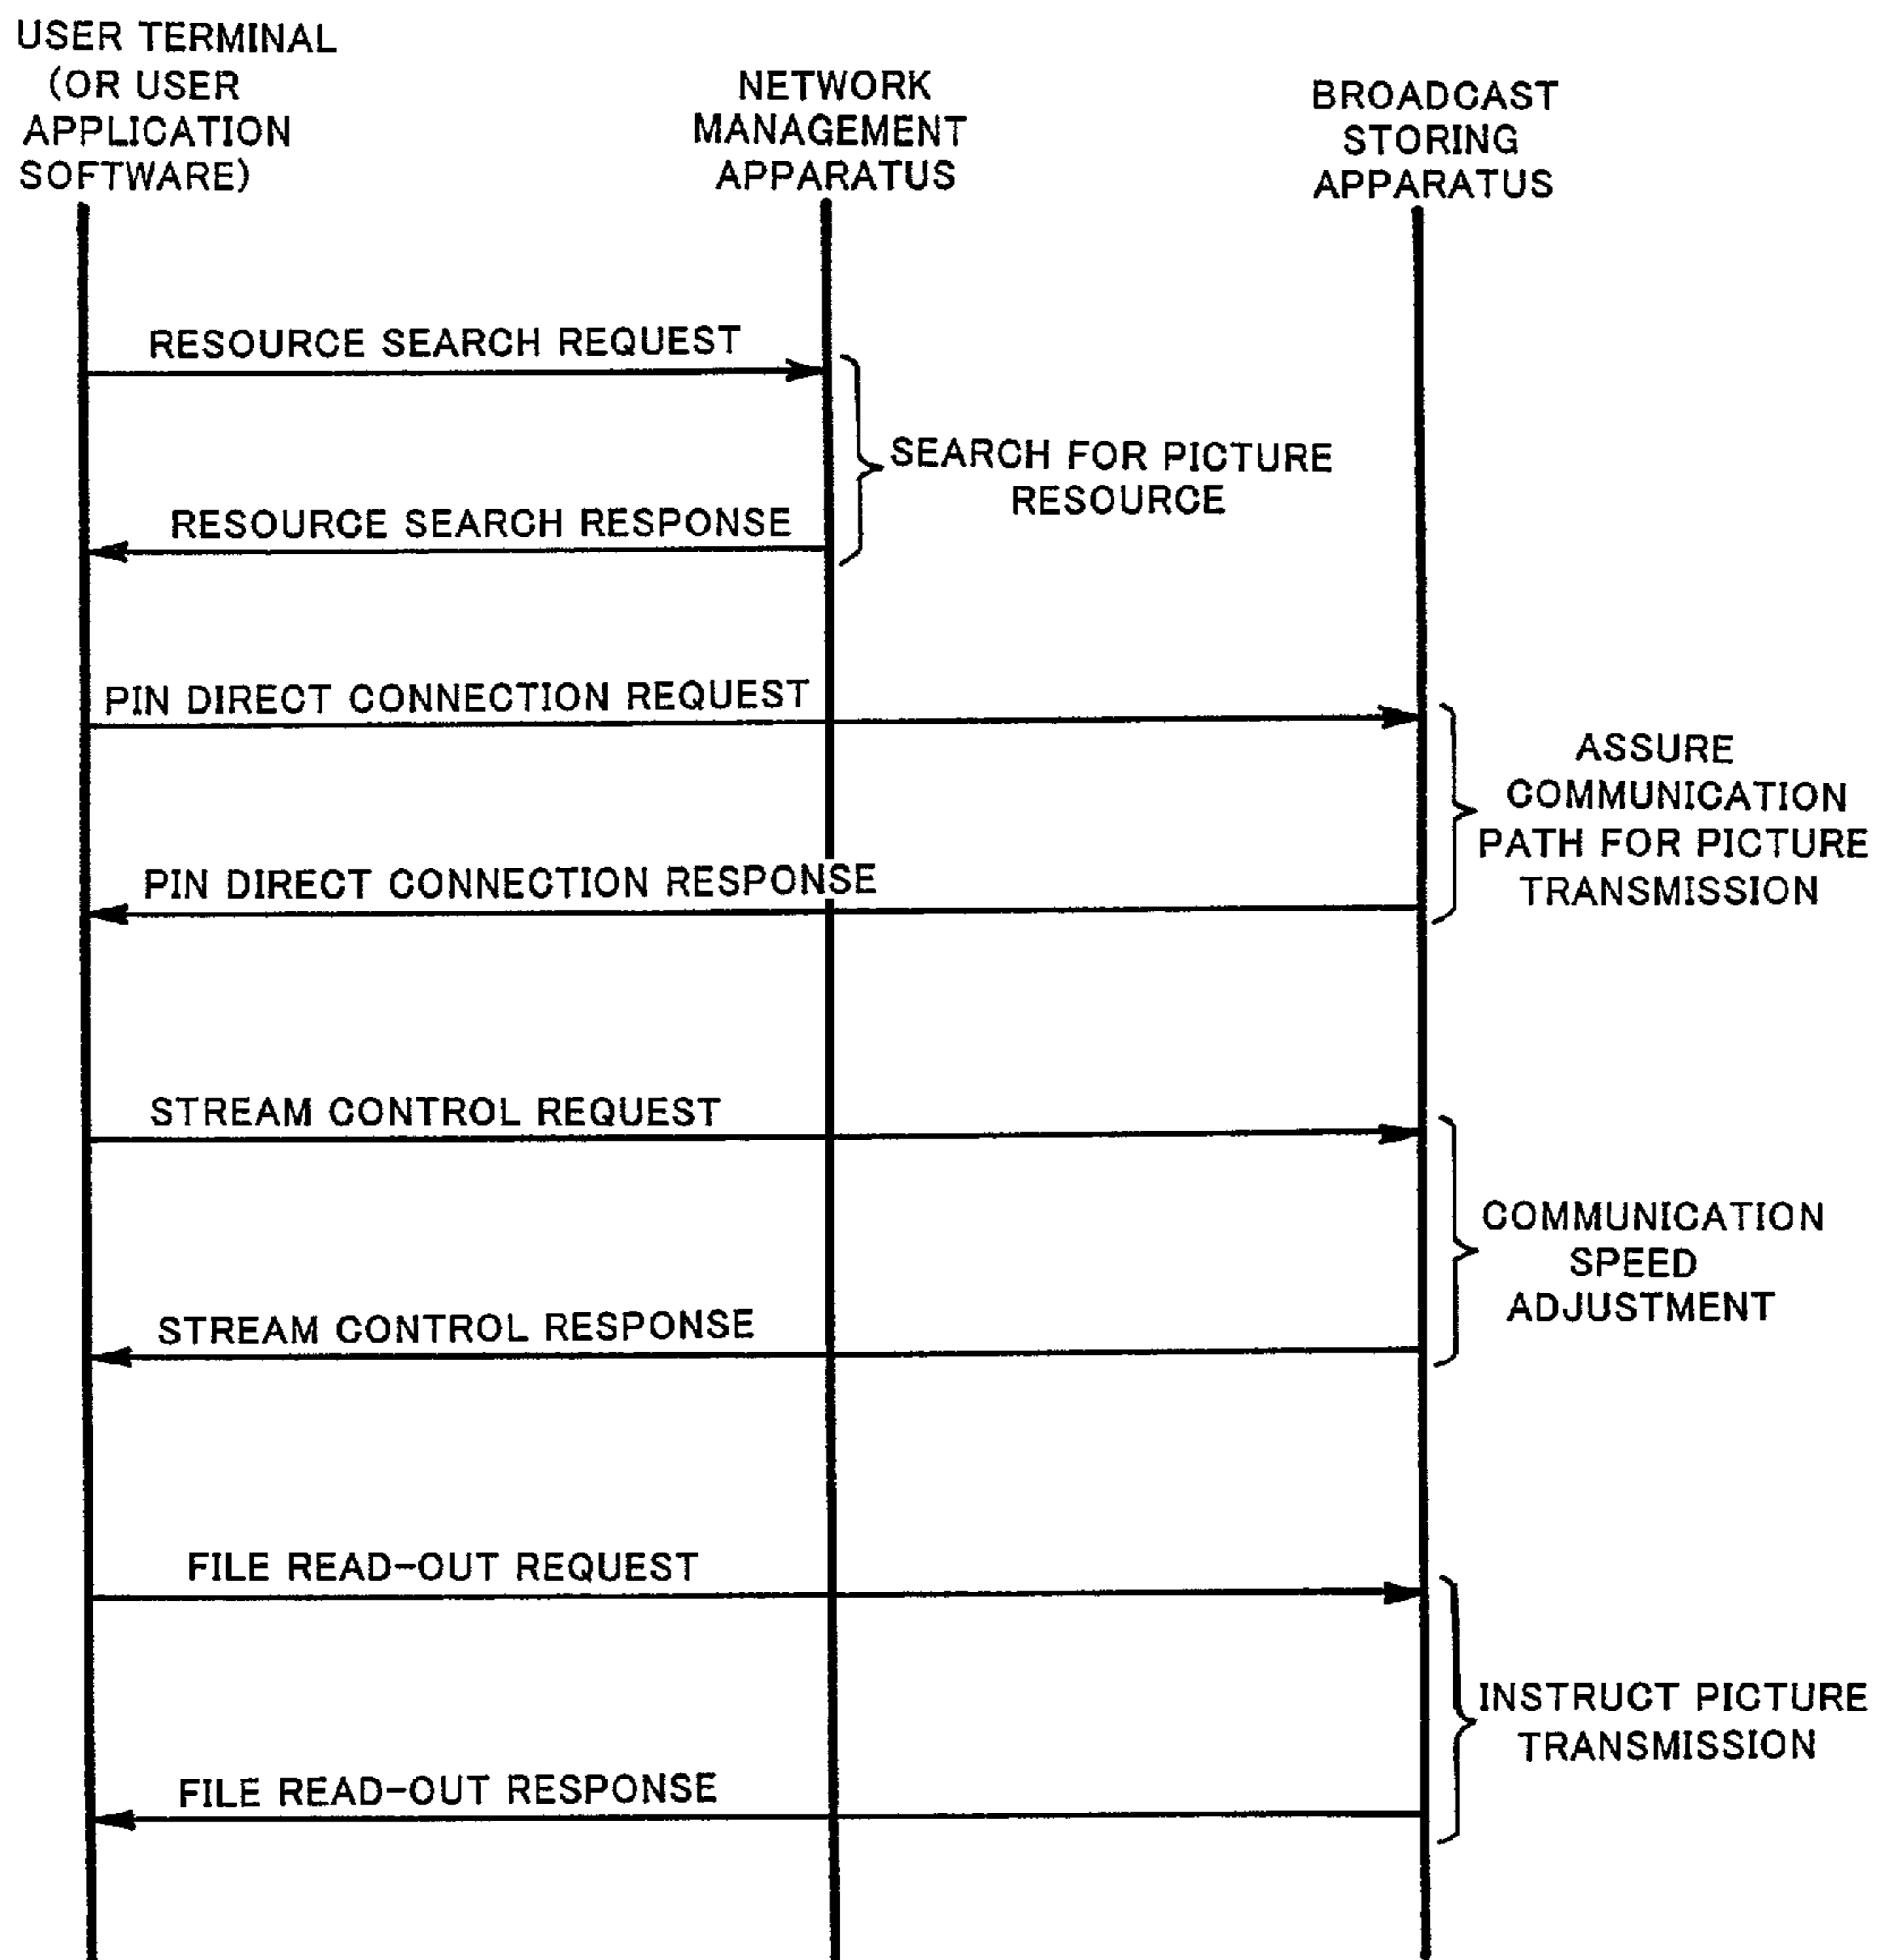 USER TERMINAL
(OR USER
APPLICATION
SOFTWARE)
NETWORK
MANAGEMENT
APPARATUS
BROADCAST
STORING
APPARATUS
RESOURCE SEARCH REQUEST
SEARCH FOR PICTURE
RESOURCE
RESOURCE SEARCH RESPONSE
PIN DIRECT CONNECTION REQUEST
ASSURE
COMMUNICATION
PATH FOR PICTURE
TRANSMISSION
PIN DIRECT CONNECTION RESPONSE
STREAM CONTROL REQUEST
COMMUNICATION
SPEED
ADJUSTMENT
STREAM CONTROL RESPONSE
FILE READ-OUT REQUEST
INSTRUCT PICTURE
TRANSMISSION
FILE READ-OUT RESPONSE